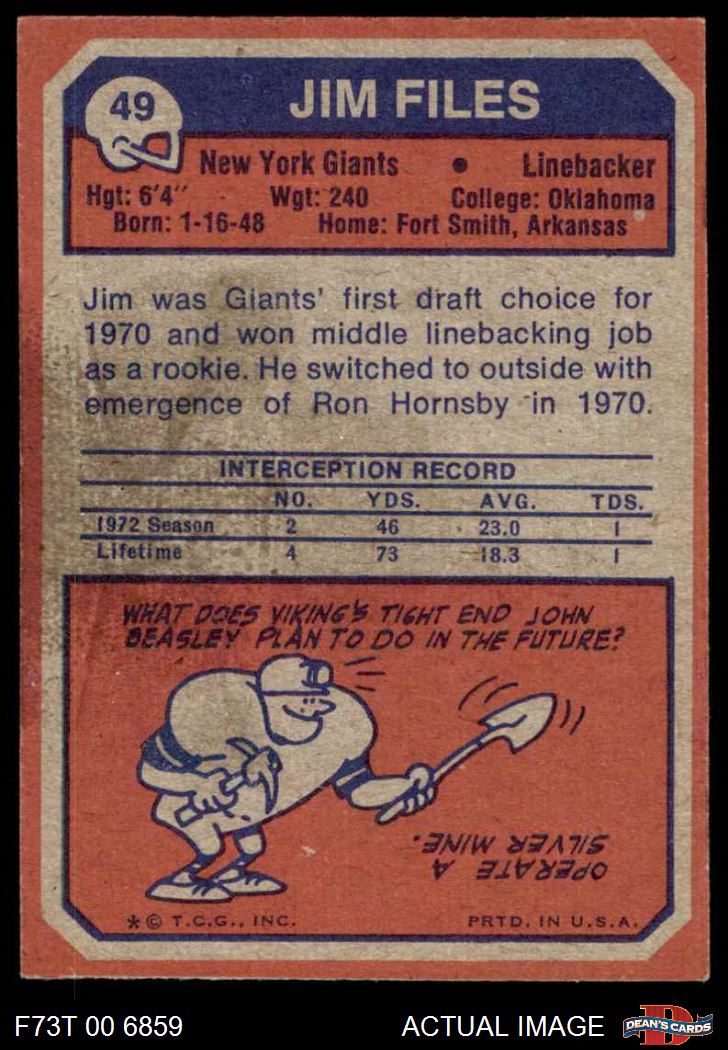 49
JIM FILES
New York Giants • Linebacker
Hgt: 6'4" Wgt: 240 College: Oklahoma
Born: 1-16-48 Home: Fort Smith, Arkansas
Jim was Giants' first draft choice for
1970 and won middle linebacking job
as a rookie. He switched to outside with
emergence of Ron Hornsby in 1970.
INTERCEPTION RECORD
NO. YDS. AVG. TDS.
1972 Season 2 46 23.0 1
Lifetime 4 73 18.3 1
WHAT DOES VIKING'S TIGHT END JOHN
BEASLEY PLAN TO DO IN THE FUTURE?
OPERATE A
SILVER MINE.
* © T.C.G., INC. PRTD. IN U.S.A.
F73T 00 6859 ACTUAL IMAGE D DEAN'S CARDS